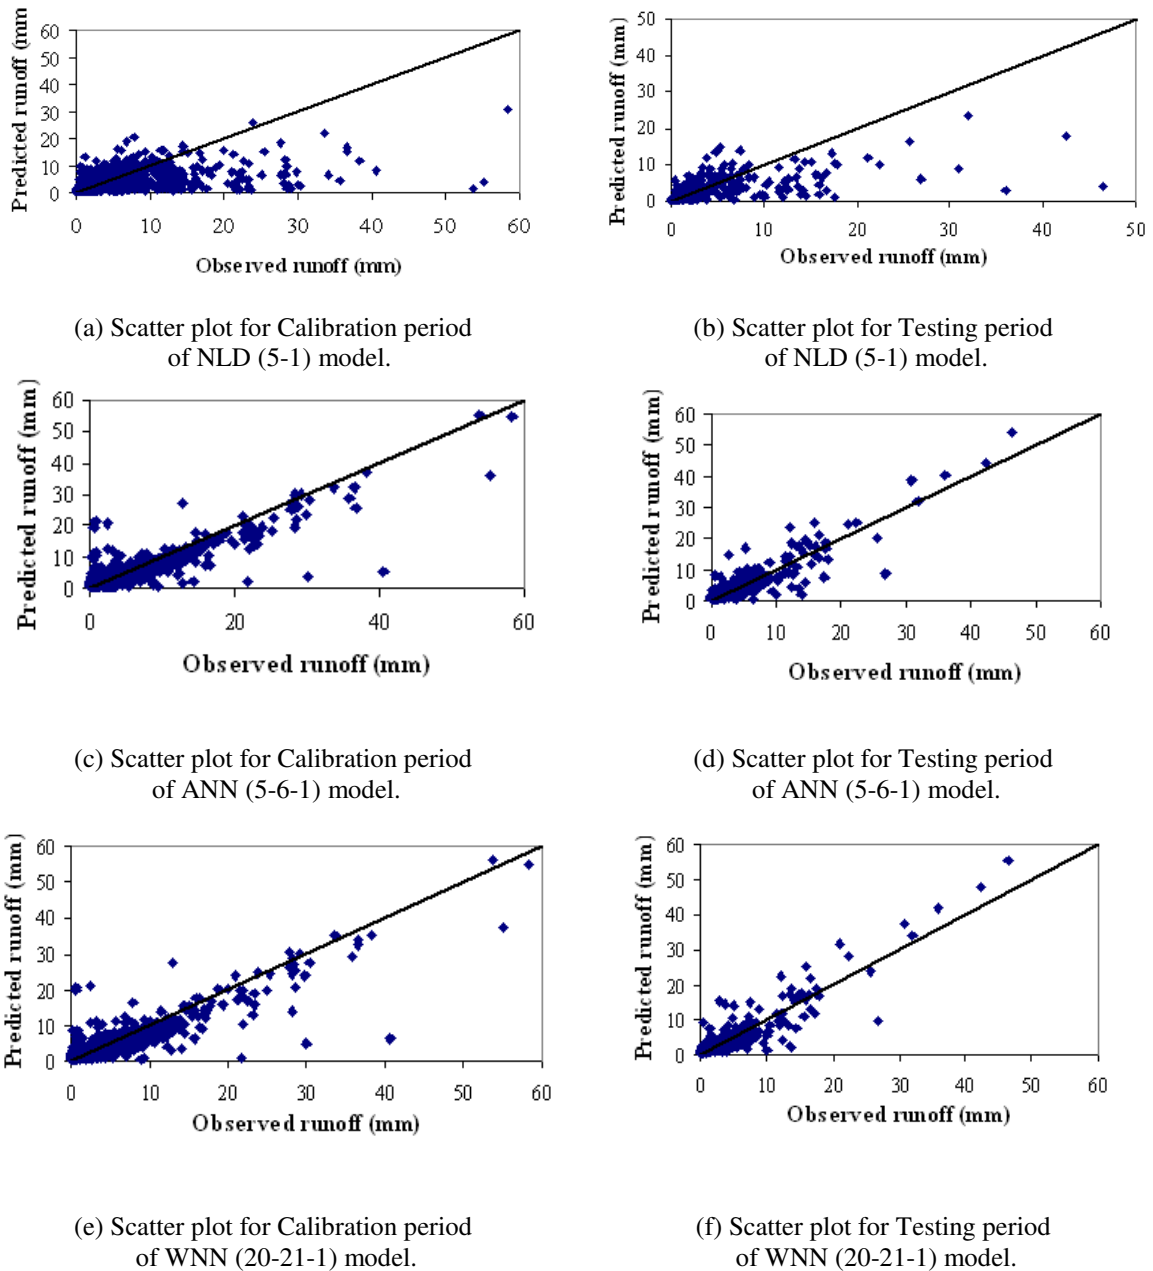 Predicted runoff (mm
60
50
40
30
20
10
0
0 10 20 30 40 50 60
Observed runoff (mm)
(a) Scatter plot for Calibration period
of NLD (5-1) model.
Predicted runoff (mm)
50
40
30
20
10
0
0 10 20 30 40 50
Observed runoff (mm)
(b) Scatter plot for Testing period
of NLD (5-1) model.
Predicted runoff (mm)
60
50
40
30
20
10
0
0 20 40 60
Observed runoff (mm)
(c) Scatter plot for Calibration period
of ANN (5-6-1) model.
Predicted runoff (mm)
60
50
40
30
20
10
0
0 10 20 30 40 50 60
Observed runoff (mm)
(d) Scatter plot for Testing period
of ANN (5-6-1) model.
Predicted runoff (mm)
60
50
40
30
20
10
0
0 10 20 30 40 50 60
Observed runoff (mm)
(e) Scatter plot for Calibration period
of WNN (20-21-1) model.
Predicted runoff (mm)
60
50
40
30
20
10
0
0 10 20 30 40 50 60
Observed runoff (mm)
(f) Scatter plot for Testing period
of WNN (20-21-1) model.